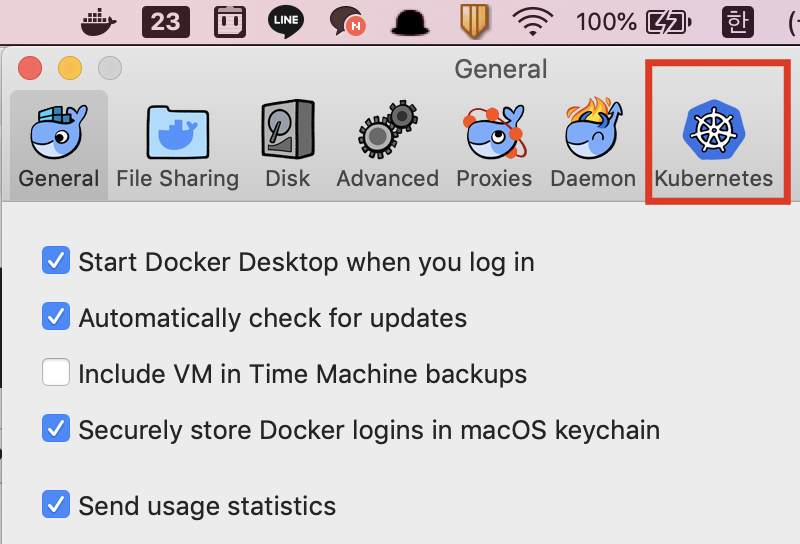 23 LINE N 100% 한 (
General
General File Sharing Disk Advanced Proxies Daemon Kubernetes
Start Docker Desktop when you log in
Automatically check for updates
Include VM in Time Machine backups
Securely store Docker logins in macOS keychain
Send usage statistics